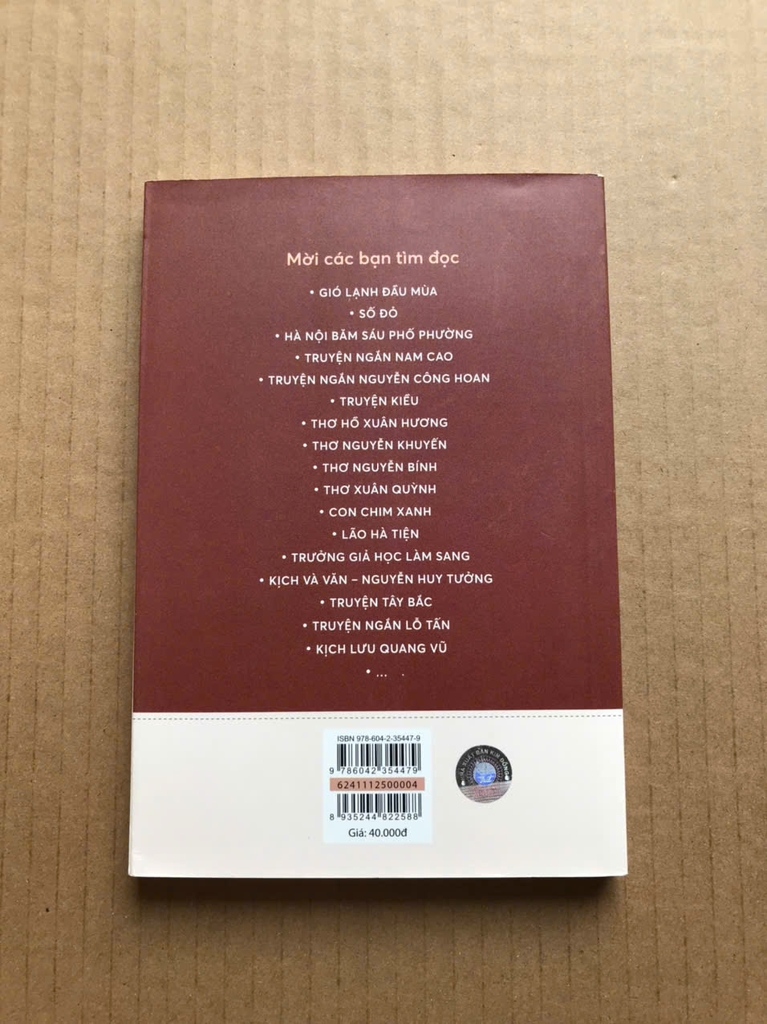 Mời các bạn tìm đọc
• GIÓ LẠNH ĐẦU MÙA
• SỐ ĐỎ
• HÀ NỘI BĂM SÁU PHỐ PHƯỜNG
• TRUYỆN NGẮN NAM CAO
• TRUYỆN NGẮN NGUYỄN CÔNG HOAN
• TRUYỆN KIỀU
• THƠ HỒ XUÂN HƯƠNG
• THƠ NGUYỄN KHUYẾN
• THƠ NGUYỄN BÍNH
• THƠ XUÂN QUỲNH
• CON CHIM XANH
• LÃO HÀ TIỆN
• TRƯỞNG GIẢ HỌC LÀM SANG
• KỊCH VÀ VĂN – NGUYỄN HUY TƯỞNG
• TRUYỆN TÂY BẮC
• TRUYỆN NGẮN LỖ TẤN
• KỊCH LƯU QUANG VŨ
• ...
ISBN 978-604-2-35447-9
9 786042 354479
6241112500004
8 935244 822588
Giá: 40.000đ
XUẤT BẢN KIM ĐỒNG